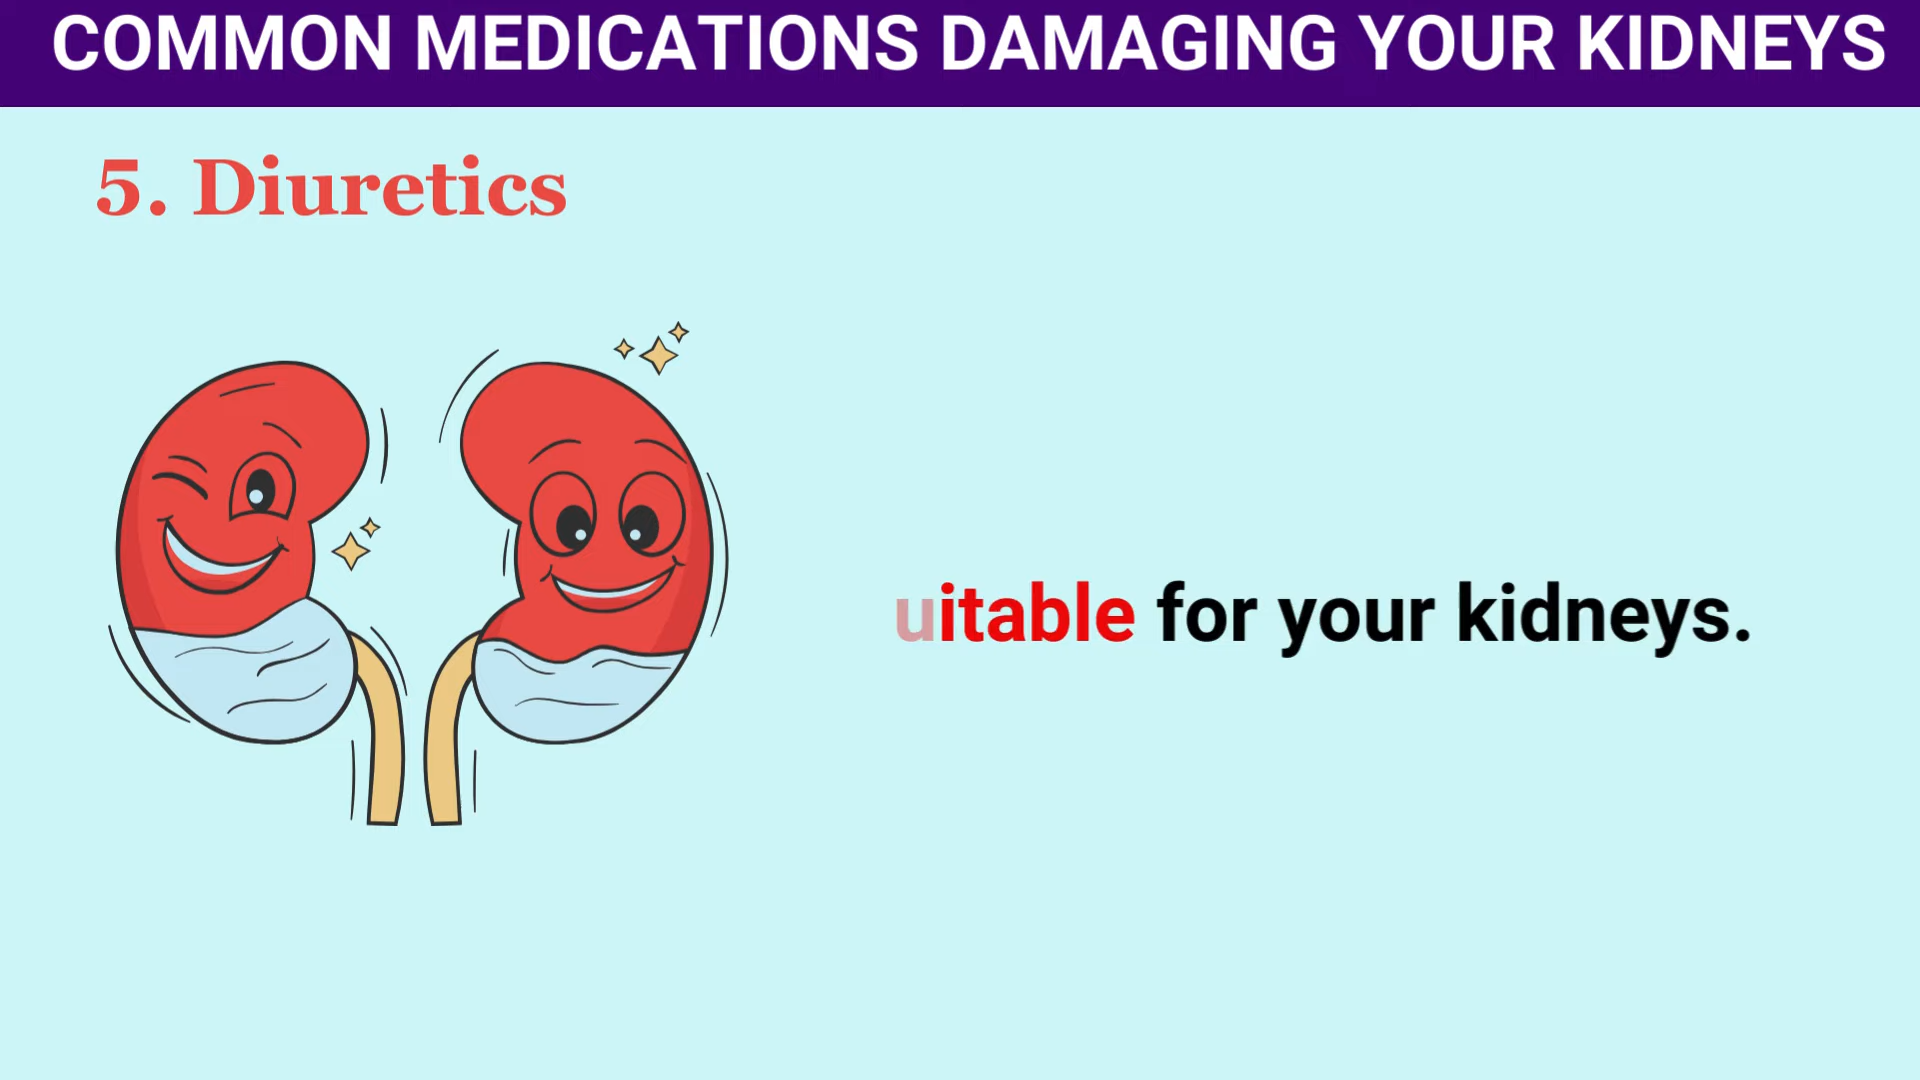 COMMON MEDICATIONS DAMAGING YOUR KIDNEYS
5. Diuretics
uitable for your kidneys.